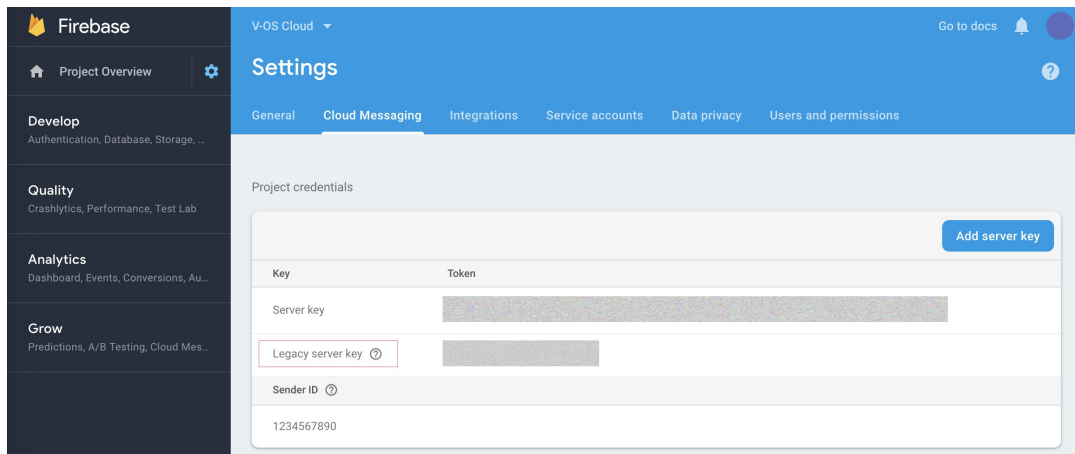 Firebase
Project Overview
Develop
Authentication, Database, Storage, ...
Quality
Crashlytics, Performance, Test Lab
Analytics
Dashboard, Events, Conversions, Au...
Grow
Predictions, A/B Testing, Cloud Mes...
V-OS Cloud
Go to docs
Settings
General Cloud Messaging Integrations Service accounts Data privacy Users and permissions
Project credentials
Add server key
Key Token
Server key
Legacy server key
Sender ID
1234567890